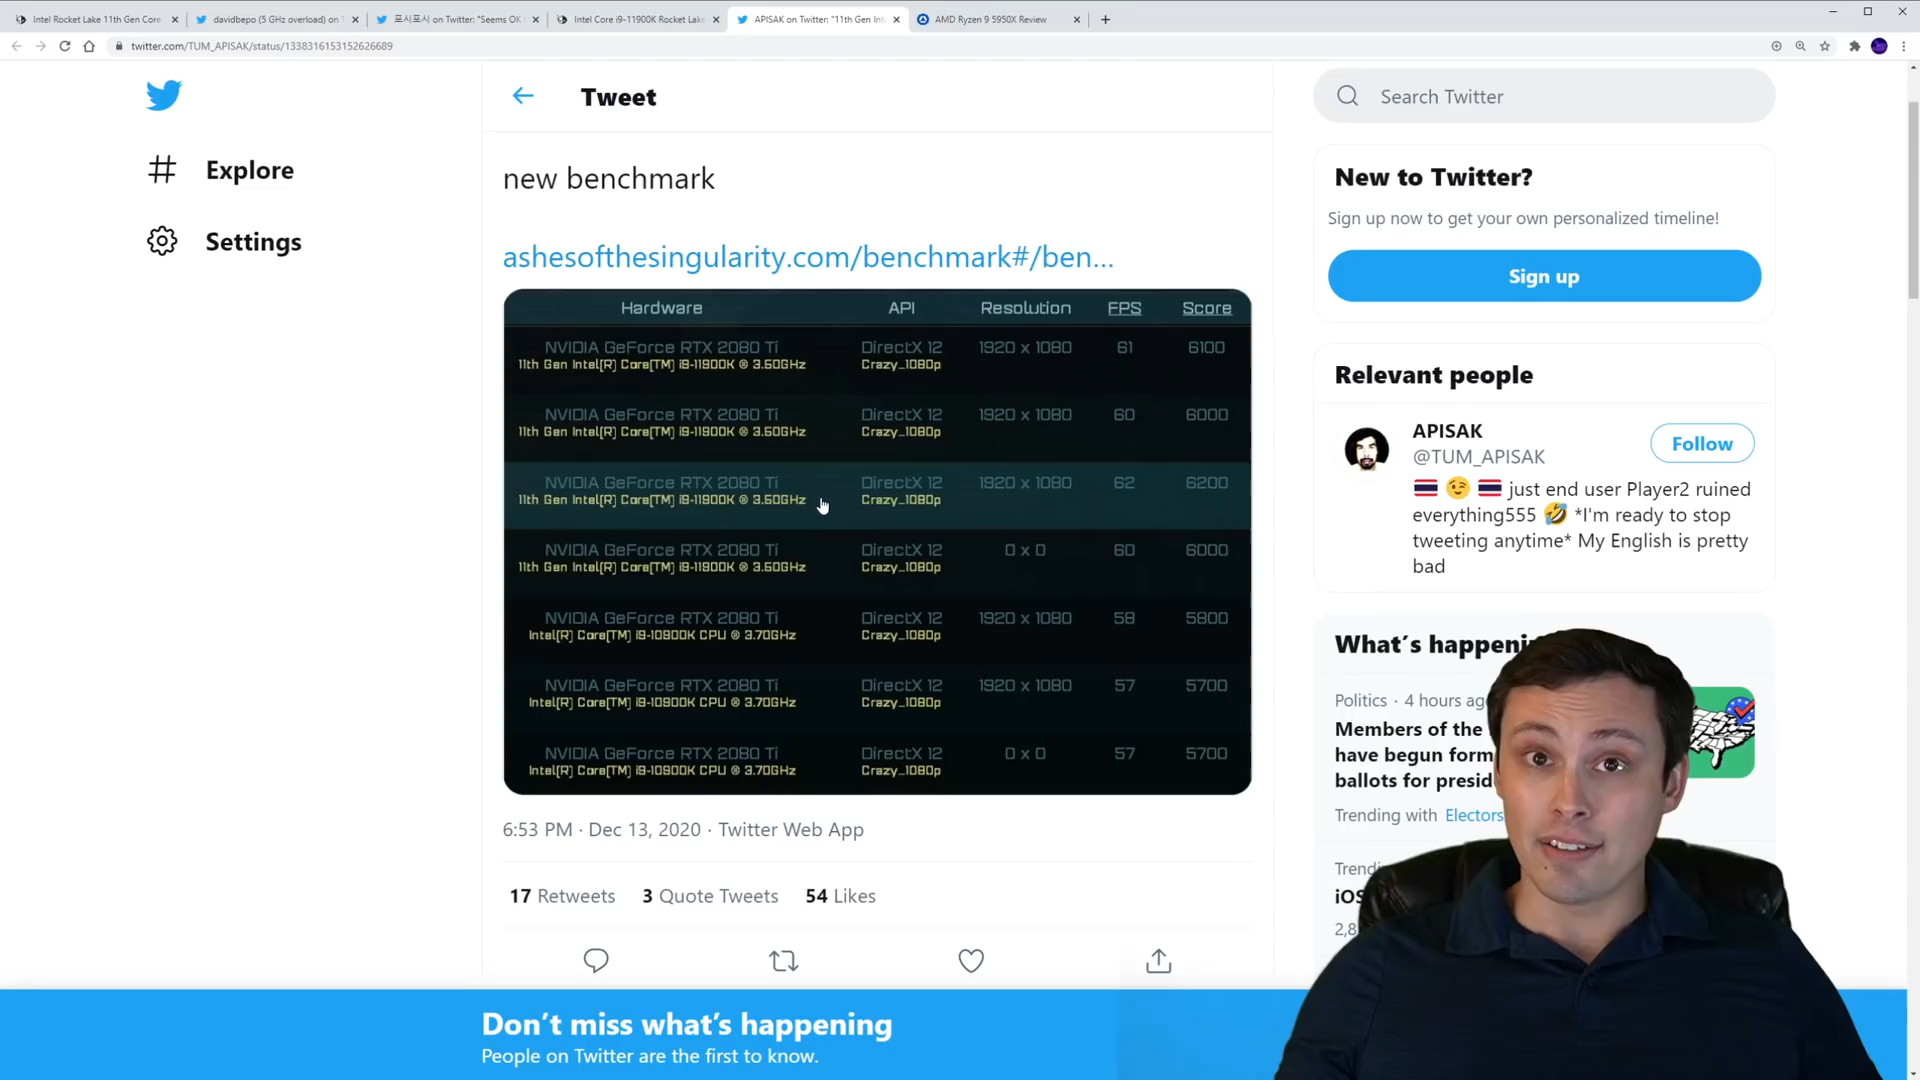 Intel Rocket Lake 11th Gen Core
davidbepo (5 GHz overload) on T
포시포시 on Twitter: "Seems OK
Intel Core i9-11900K Rocket Lake
APISAK on Twitter: "11th Gen Int
AMD Ryzen 9 5950X Review
twitter.com/TUM_APISAK/status/1338316153152626689
Explore
Settings
Tweet
new benchmark
ashesofthesingularity.com/benchmark#/ben...
Hardware API Resolution FPS Score
NVIDIA GeForce RTX 2080 Ti DirectX 12 1920 x 1080 61 6100
11th Gen Intel(R) Core(TM) i9-11900K @ 3.50GHz Crazy_1080p
NVIDIA GeForce RTX 2080 Ti DirectX 12 1920 x 1080 60 6000
11th Gen Intel(R) Core(TM) i9-11900K @ 3.50GHz Crazy_1080p
NVIDIA GeForce RTX 2080 Ti DirectX 12 1920 x 1080 62 6200
11th Gen Intel(R) Core(TM) i9-11900K @ 3.50GHz Crazy_1080p
NVIDIA GeForce RTX 2080 Ti DirectX 12 0 x 0 60 6000
11th Gen Intel(R) Core(TM) i9-11900K @ 3.50GHz Crazy_1080p
NVIDIA GeForce RTX 2080 Ti DirectX 12 1920 x 1080 58 5800
Intel(R) Core(TM) i9-10900K CPU @ 3.70GHz Crazy_1080p
NVIDIA GeForce RTX 2080 Ti DirectX 12 1920 x 1080 57 5700
Intel(R) Core(TM) i9-10900K CPU @ 3.70GHz Crazy_1080p
NVIDIA GeForce RTX 2080 Ti DirectX 12 0 x 0 57 5700
Intel(R) Core(TM) i9-10900K CPU @ 3.70GHz Crazy_1080p
6:53 PM · Dec 13, 2020 · Twitter Web App
17 Retweets 3 Quote Tweets 54 Likes
Search Twitter
New to Twitter?
Sign up now to get your own personalized timeline!
Sign up
Relevant people
APISAK
@TUM_APISAK
Follow
just end user Player2 ruined
everything555 *I'm ready to stop
tweeting anytime* My English is pretty
bad
What's happenin
Politics · 4 hours ag
Members of the
have begun form
ballots for presid
Trending with Electors
Trendi
iOS
2,8
Don't miss what's happening
People on Twitter are the first to know.